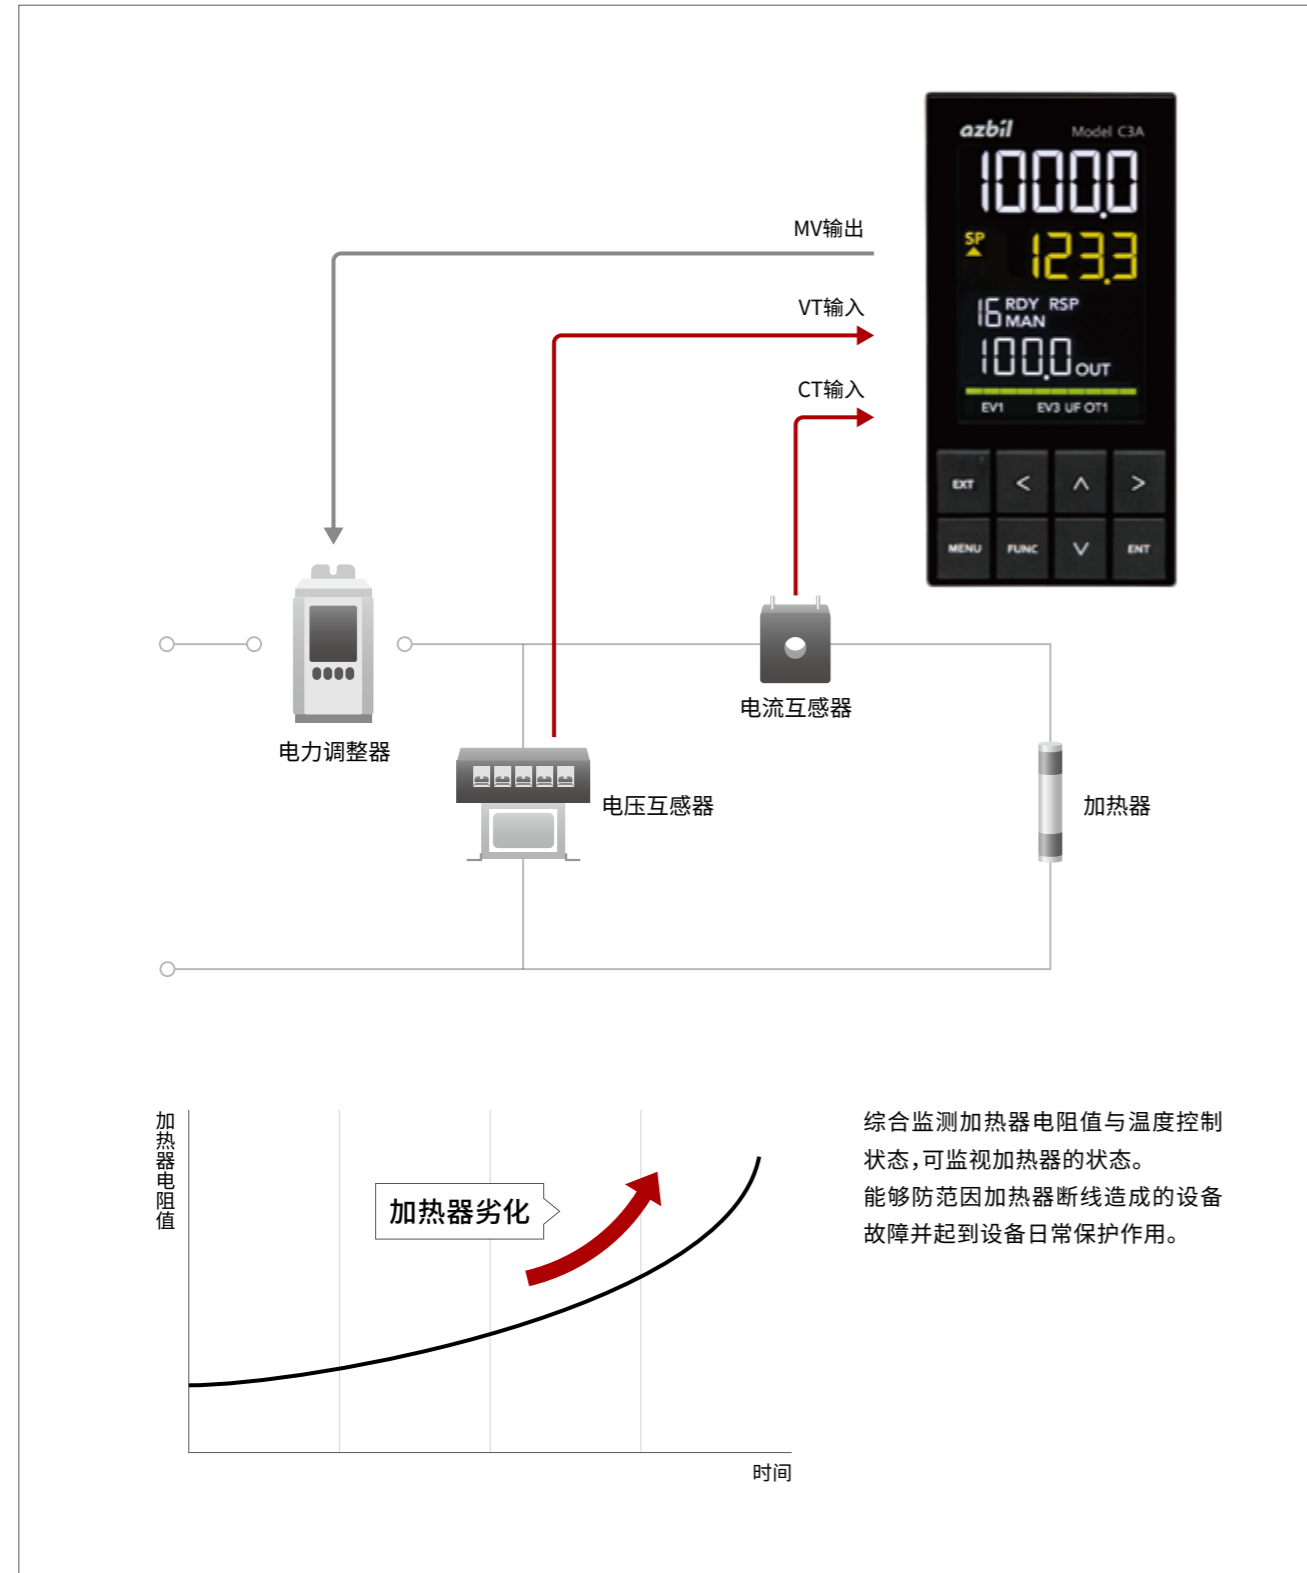 azbil Model C3A
1000.0
SP 123.3
16 RDY RSP
MAN
100.0 OUT
EV1 EV3 UF OT1
EXT < ∧ >
MENU FUNC ∨ ENT
MV输出
VT输入
CT输入
电流互感器
电力调整器
电压互感器
加热器
加热器电阻值
加热器劣化
时间
综合监测加热器电阻值与温度控制
状态,可监视加热器的状态。
能够防范因加热器断线造成的设备
故障并起到设备日常保护作用。